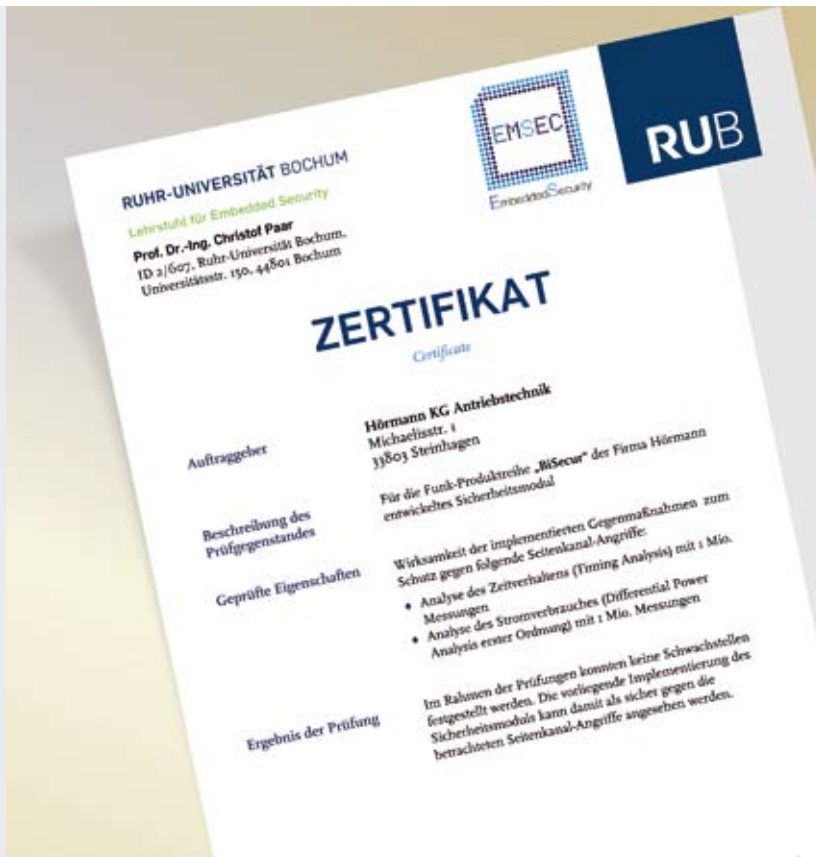 EMSEC
EmbeddedSecurity
RUB
RUHR-UNIVERSITÄT BOCHUM
Lehrstuhl für Embedded Security
Prof. Dr.-Ing. Christof Paar
ID 2/607, Ruhr-Universität Bochum,
Universitätsstr. 150, 44801 Bochum
ZERTIFIKAT
Certificate
Auftraggeber
Hörmann KG Antriebstechnik
Michaelisstr. 1
33803 Steinhagen
Beschreibung des
Prüfgegenstandes
Für die Funk-Produktreihe „BiSecur“ der Firma Hörmann
entwickeltes Sicherheitsmodul
Geprüfte Eigenschaften
Wirksamkeit der implementierten Gegenmaßnahmen zum
Schutz gegen folgende Seitenkanal-Angriffe:
• Analyse des Zeitverhaltens (Timing Analysis) mit 1 Mio.
Messungen
• Analyse des Stromverbrauches (Differential Power
Analysis erster Ordnung) mit 1 Mio. Messungen
Ergebnis der Prüfung
Im Rahmen der Prüfungen konnten keine Schwachstellen
festgestellt werden. Die vorliegende Implementierung des
Sicherheitsmoduls kann damit als sicher gegen die
betrachteten Seitenkanal-Angriffe angesehen werden.